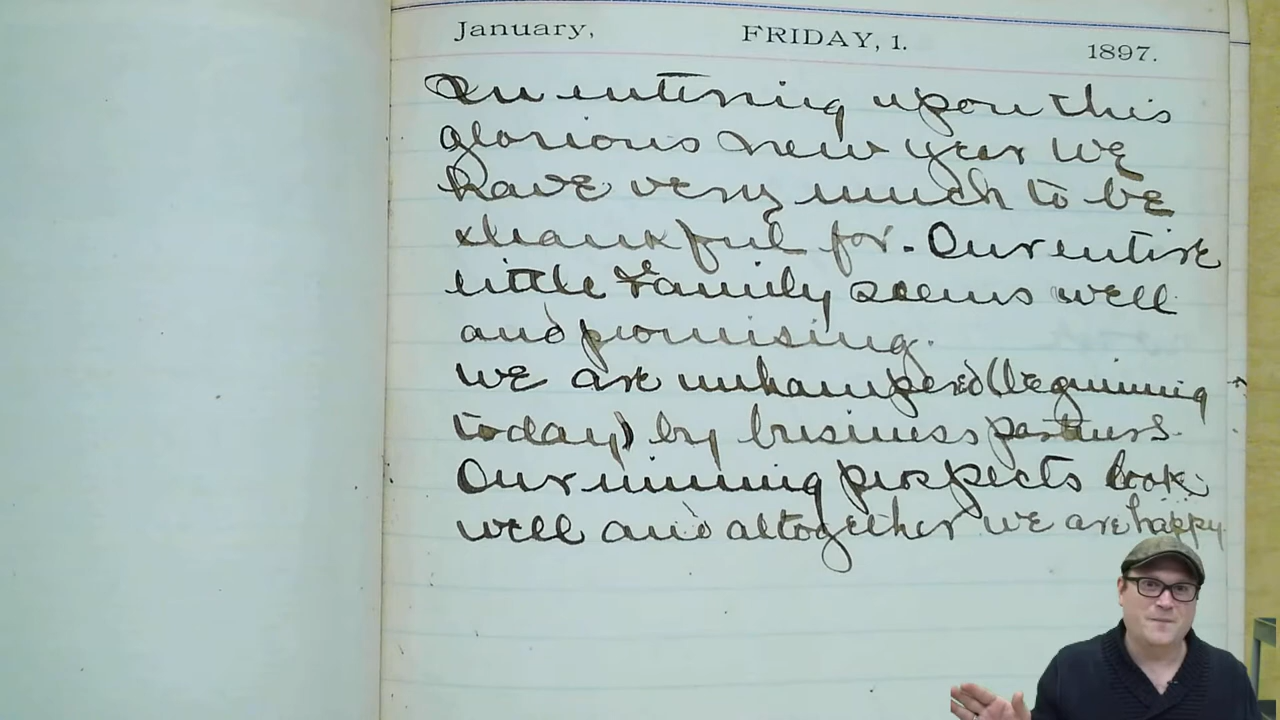 January, FRIDAY, 1. 1897.
On entering upon this
glorious new year we
have very much to be
thankful for. Our entire
little Family seems well
and promising.
We are unhampered (beginning
today) by business partners.
Our mining prospects look
well and altogether we are happy